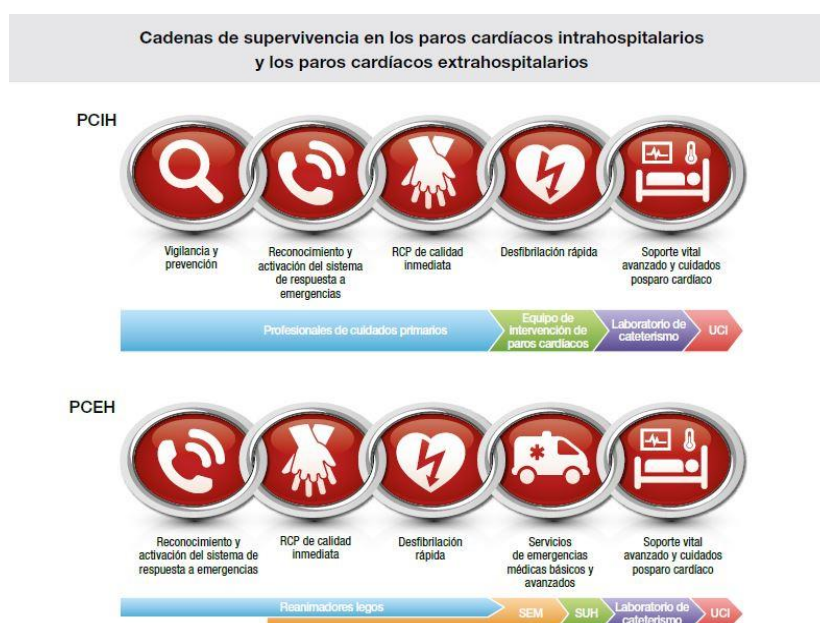 Cadenas de supervivencia en los paros cardíacos intrahospitalarios
y los paros cardíacos extrahospitalarios
PCIH
Vigilancia y
prevención
Reconocimiento y
activación del sistema
de respuesta a
emergencias
RCP de calidad
inmediata
Desfibrilación rápida
Soporte vital
avanzado y cuidados
posparo cardíaco
Profesionales de cuidados primarios
Equipo de
intervención de
paros cardíacos
Laboratorio de
cateterismo
UCI
PCEH
Reconocimiento y
activación del sistema de
respuesta a emergencias
RCP de calidad
inmediata
Desfibrilación
rápida
Servicios
de emergencias
médicas básicos y
avanzados
Soporte vital
avanzado y cuidados
posparo cardíaco
Reanimadores legos
SEM
SUH
Laboratorio de
cateterismo
UCI